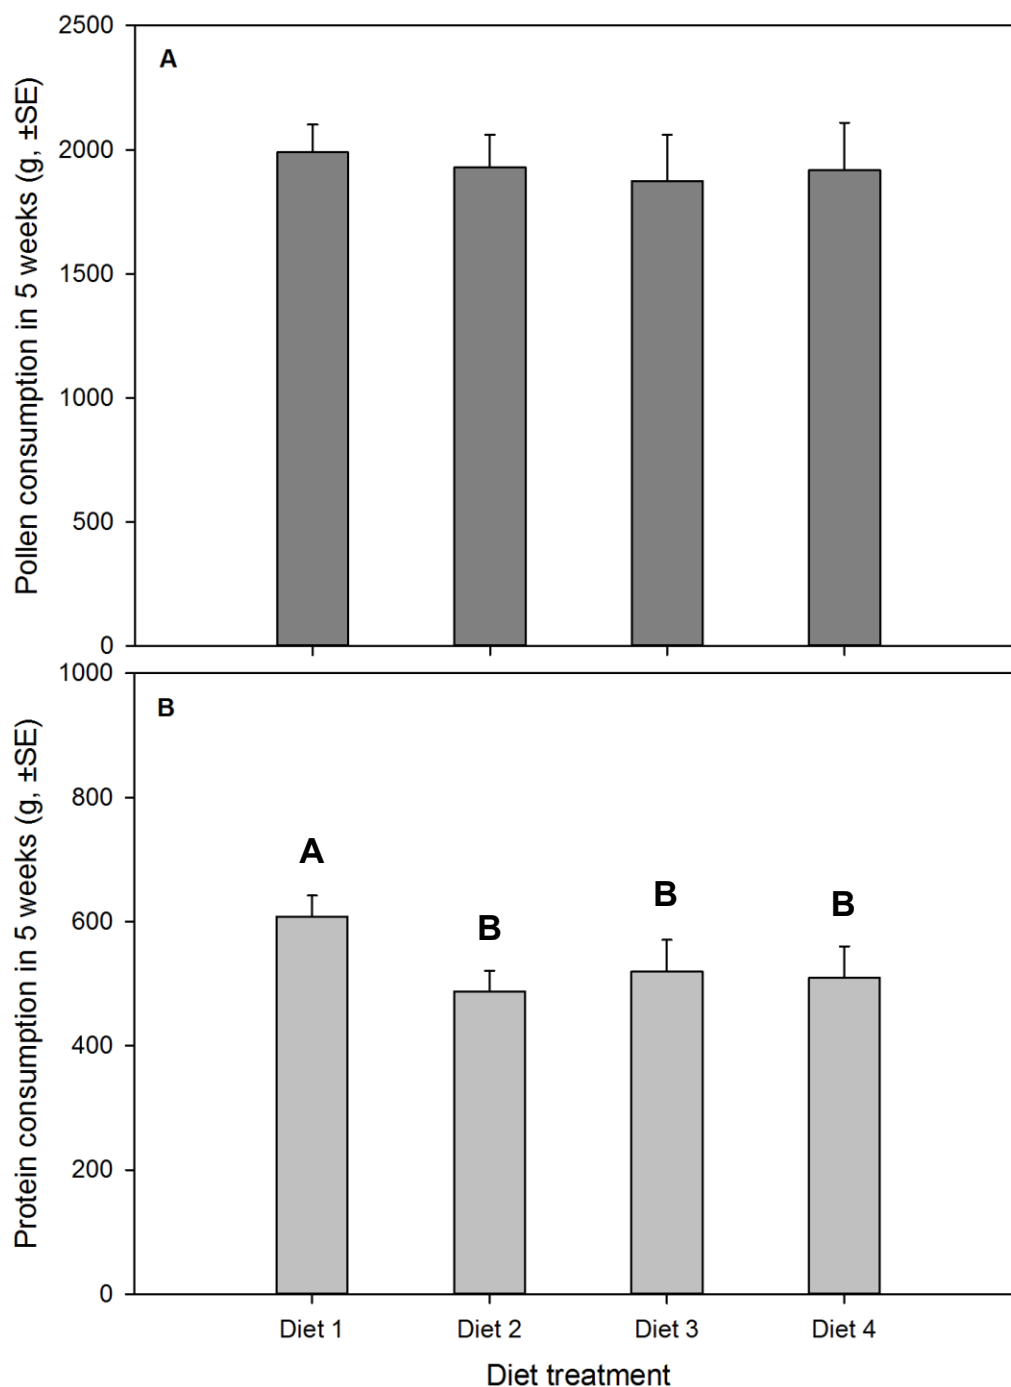 A
Pollen consumption in 5 weeks (g, ±SE)
2500
2000
1500
1000
500
0
B
Protein consumption in 5 weeks (g, ±SE)
1000
800
600
400
200
0
A
B
B
B
Diet 1
Diet 2
Diet 3
Diet 4
Diet treatment